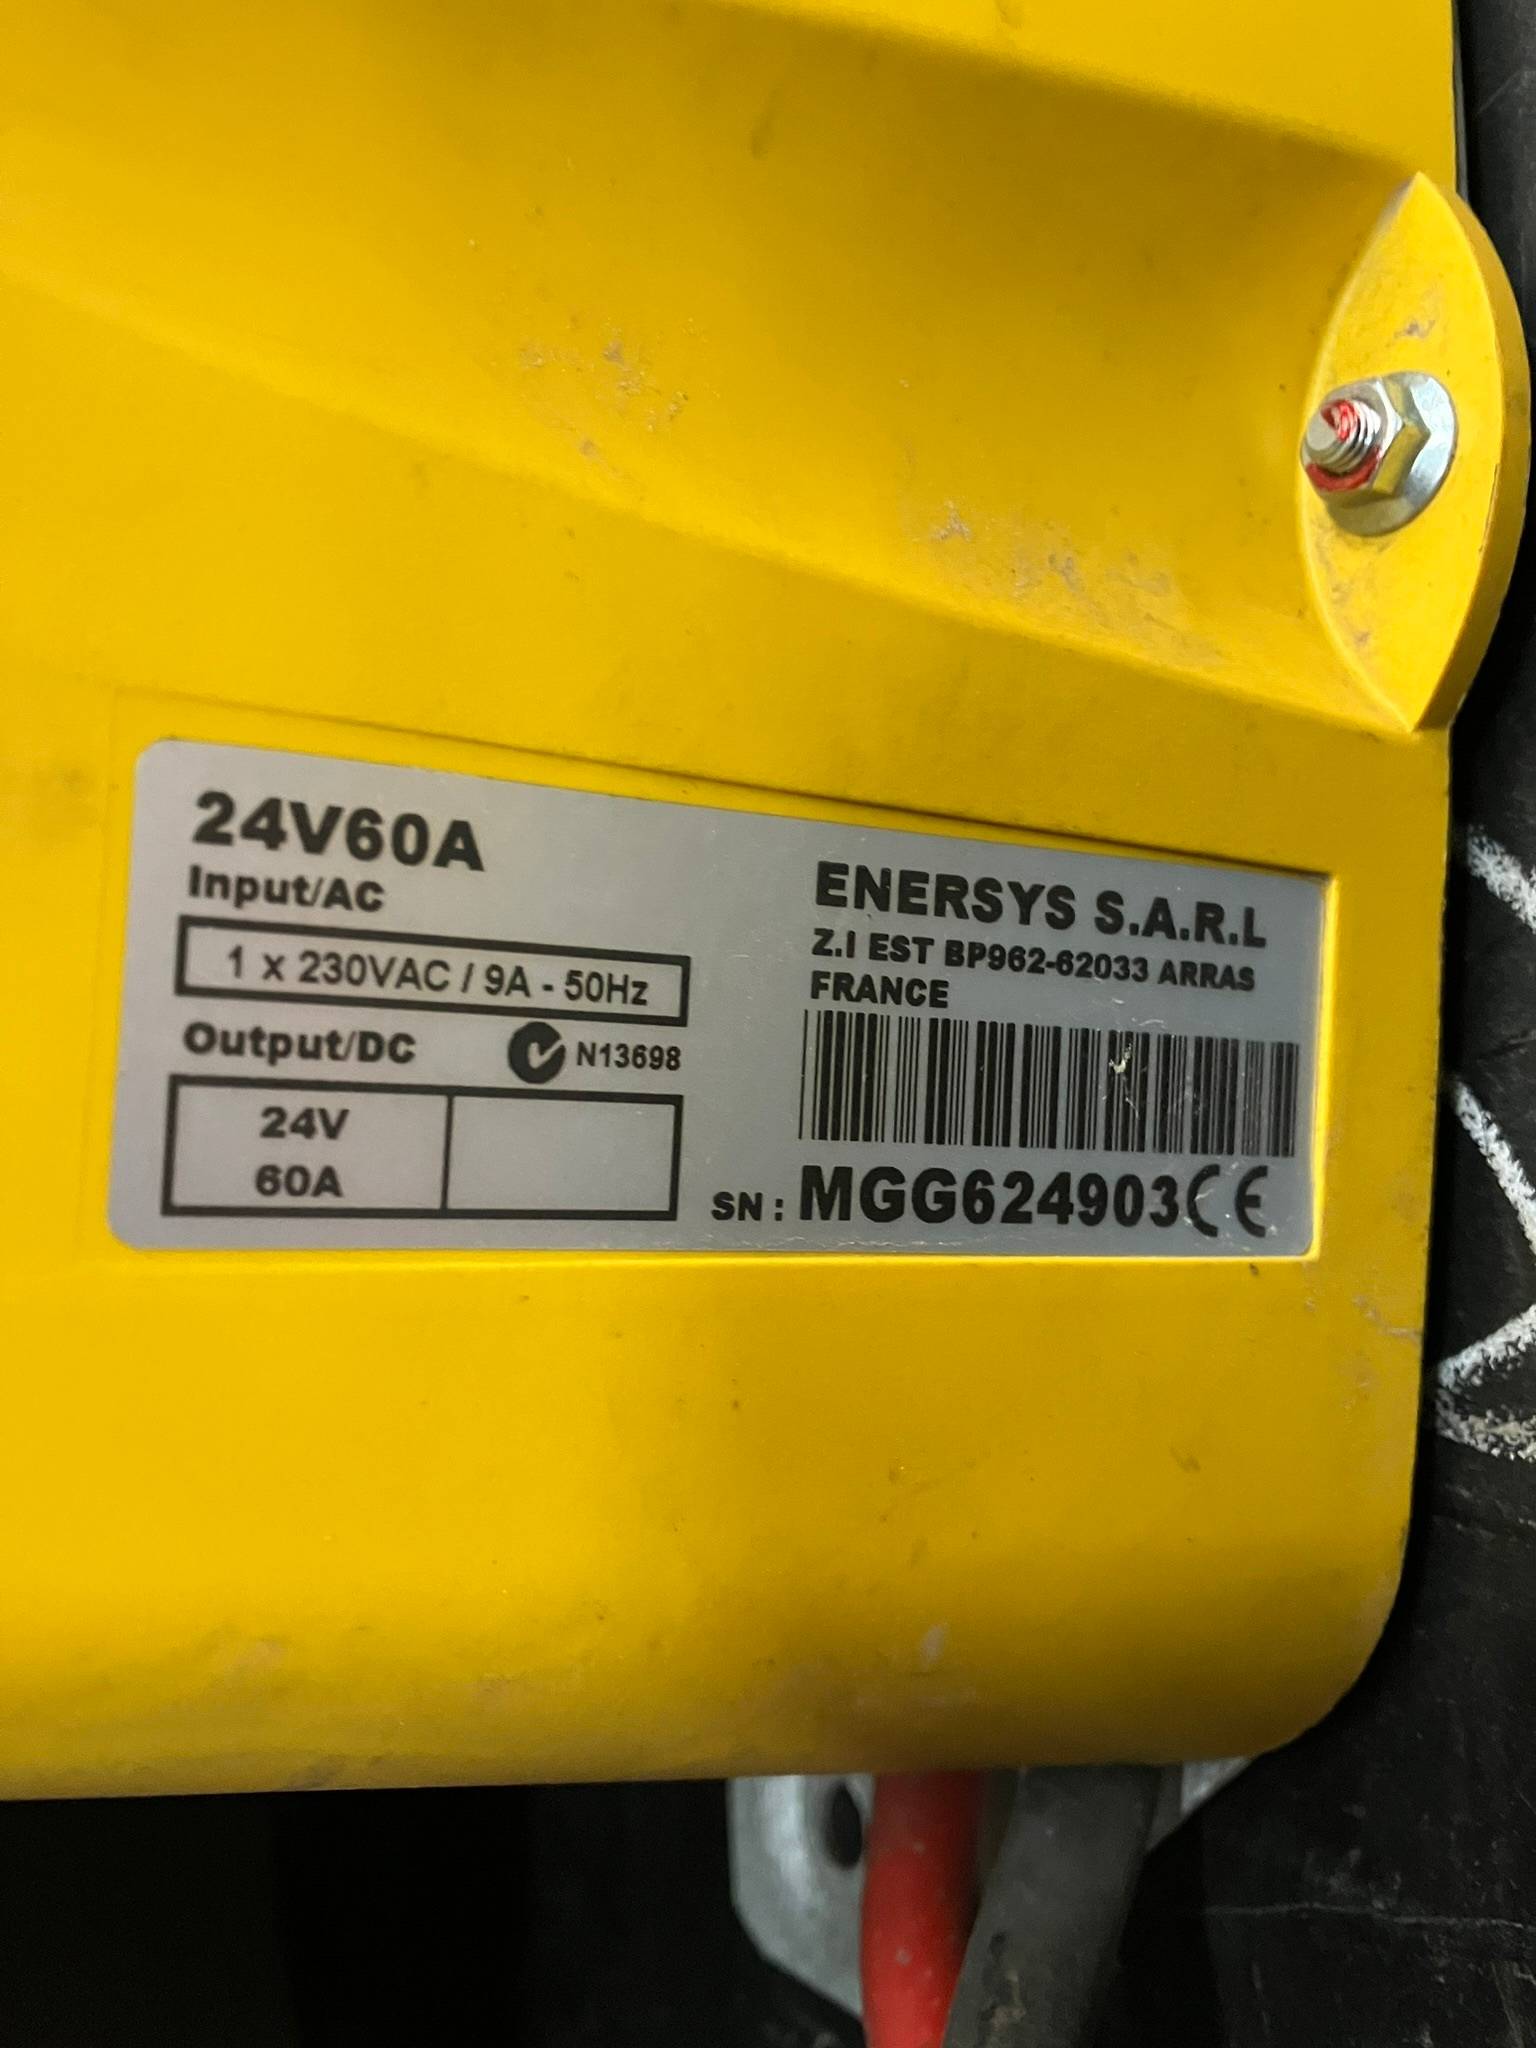 24V60A
Input/AC
1 x 230VAC / 9A - 50Hz
Output/DC
N13698
24V
60A
ENERSYS S.A.R.L
Z.I EST BP962-62033 ARRAS
FRANCE
SN : MGG624903 CE